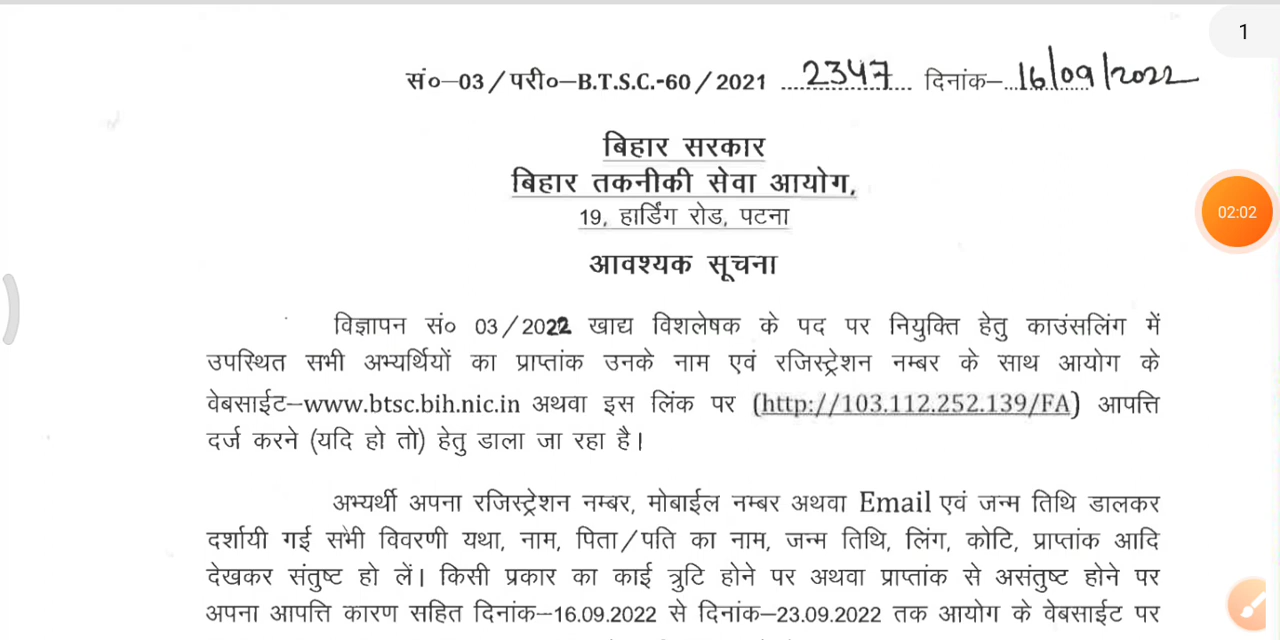 1
सं०–03/परी०–B.T.S.C.-60/2021 ....2347.... दिनांक–...16/09/2022
बिहार सरकार
बिहार तकनीकी सेवा आयोग,
02:02
19, हार्डिंग रोड, पटना
आवश्यक सूचना
विज्ञापन सं० 03/2022 खाद्य विशलेषक के पद पर नियुक्ति हेतु काउंसलिंग में
उपस्थित सभी अभ्यर्थियों का प्राप्तांक उनके नाम एवं रजिस्ट्रेशन नम्बर के साथ आयोग के
वेबसाईट–www.btsc.bih.nic.in अथवा इस लिंक पर (http://103.112.252.139/FA) आपत्ति
दर्ज करने (यदि हो तो) हेतु डाला जा रहा है।
अभ्यर्थी अपना रजिस्ट्रेशन नम्बर, मोबाईल नम्बर अथवा Email एवं जन्म तिथि डालकर
दर्शायी गई सभी विवरणी यथा, नाम, पिता/पति का नाम, जन्म तिथि, लिंग, कोटि, प्राप्तांक आदि
देखकर संतुष्ट हो लें। किसी प्रकार का काई त्रुटि होने पर अथवा प्राप्तांक से असंतुष्ट होने पर
अपना आपत्ति कारण सहित दिनांक–16.09.2022 से दिनांक–23.09.2022 तक आयोग के वेबसाईट पर